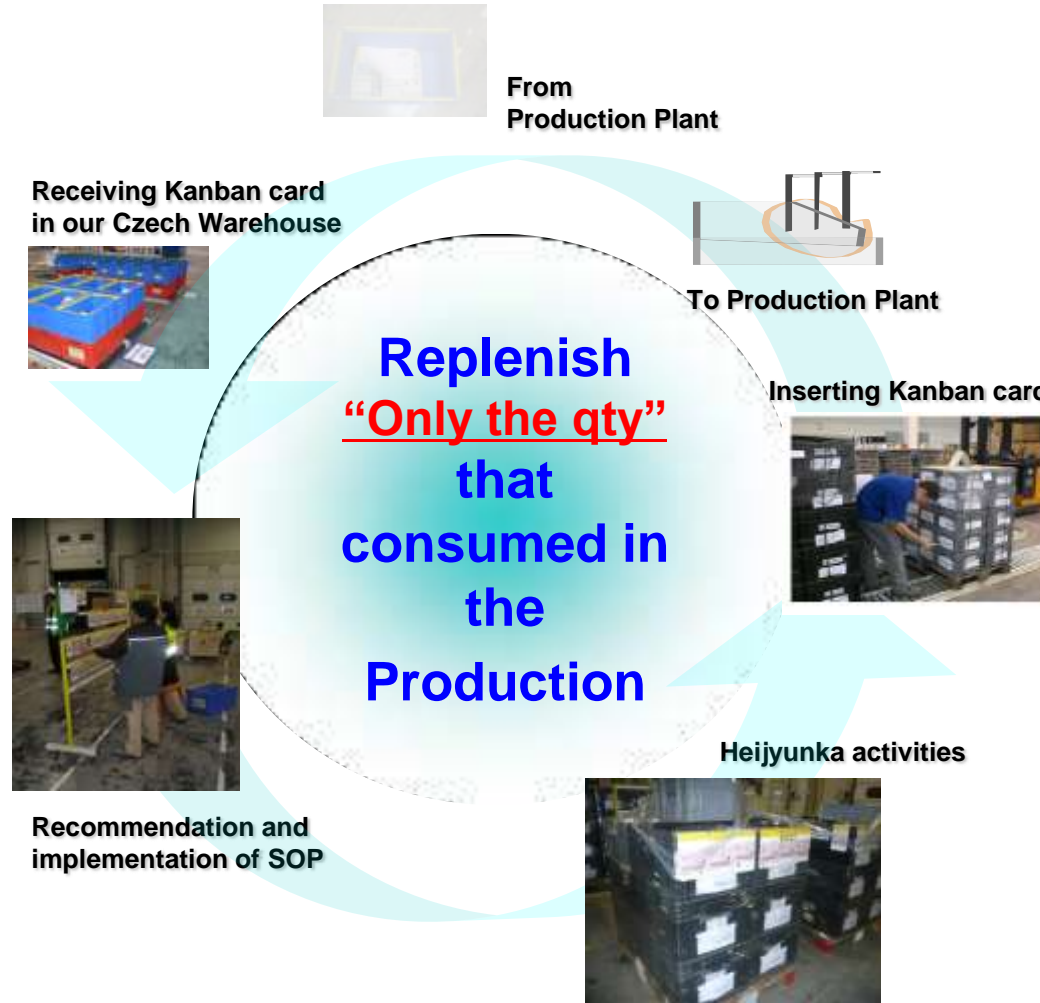 From
Production Plant
Receiving Kanban card
in our Czech Warehouse
To Production Plant
Replenish
“Only the qty”
that
consumed in
the
Production
Inserting Kanban card
Heijyunka activities
Recommendation and
implementation of SOP